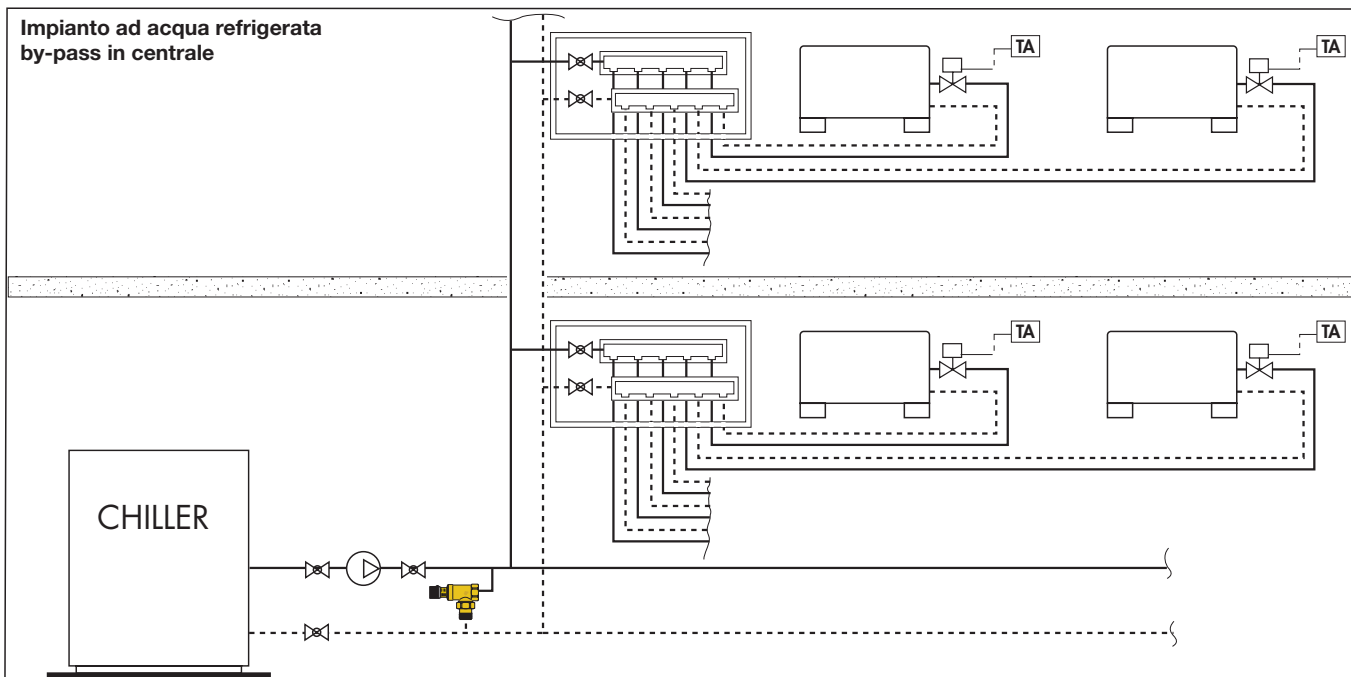 Impianto ad acqua refrigerata
by-pass in centrale
TA
TA
TA
TA
CHILLER